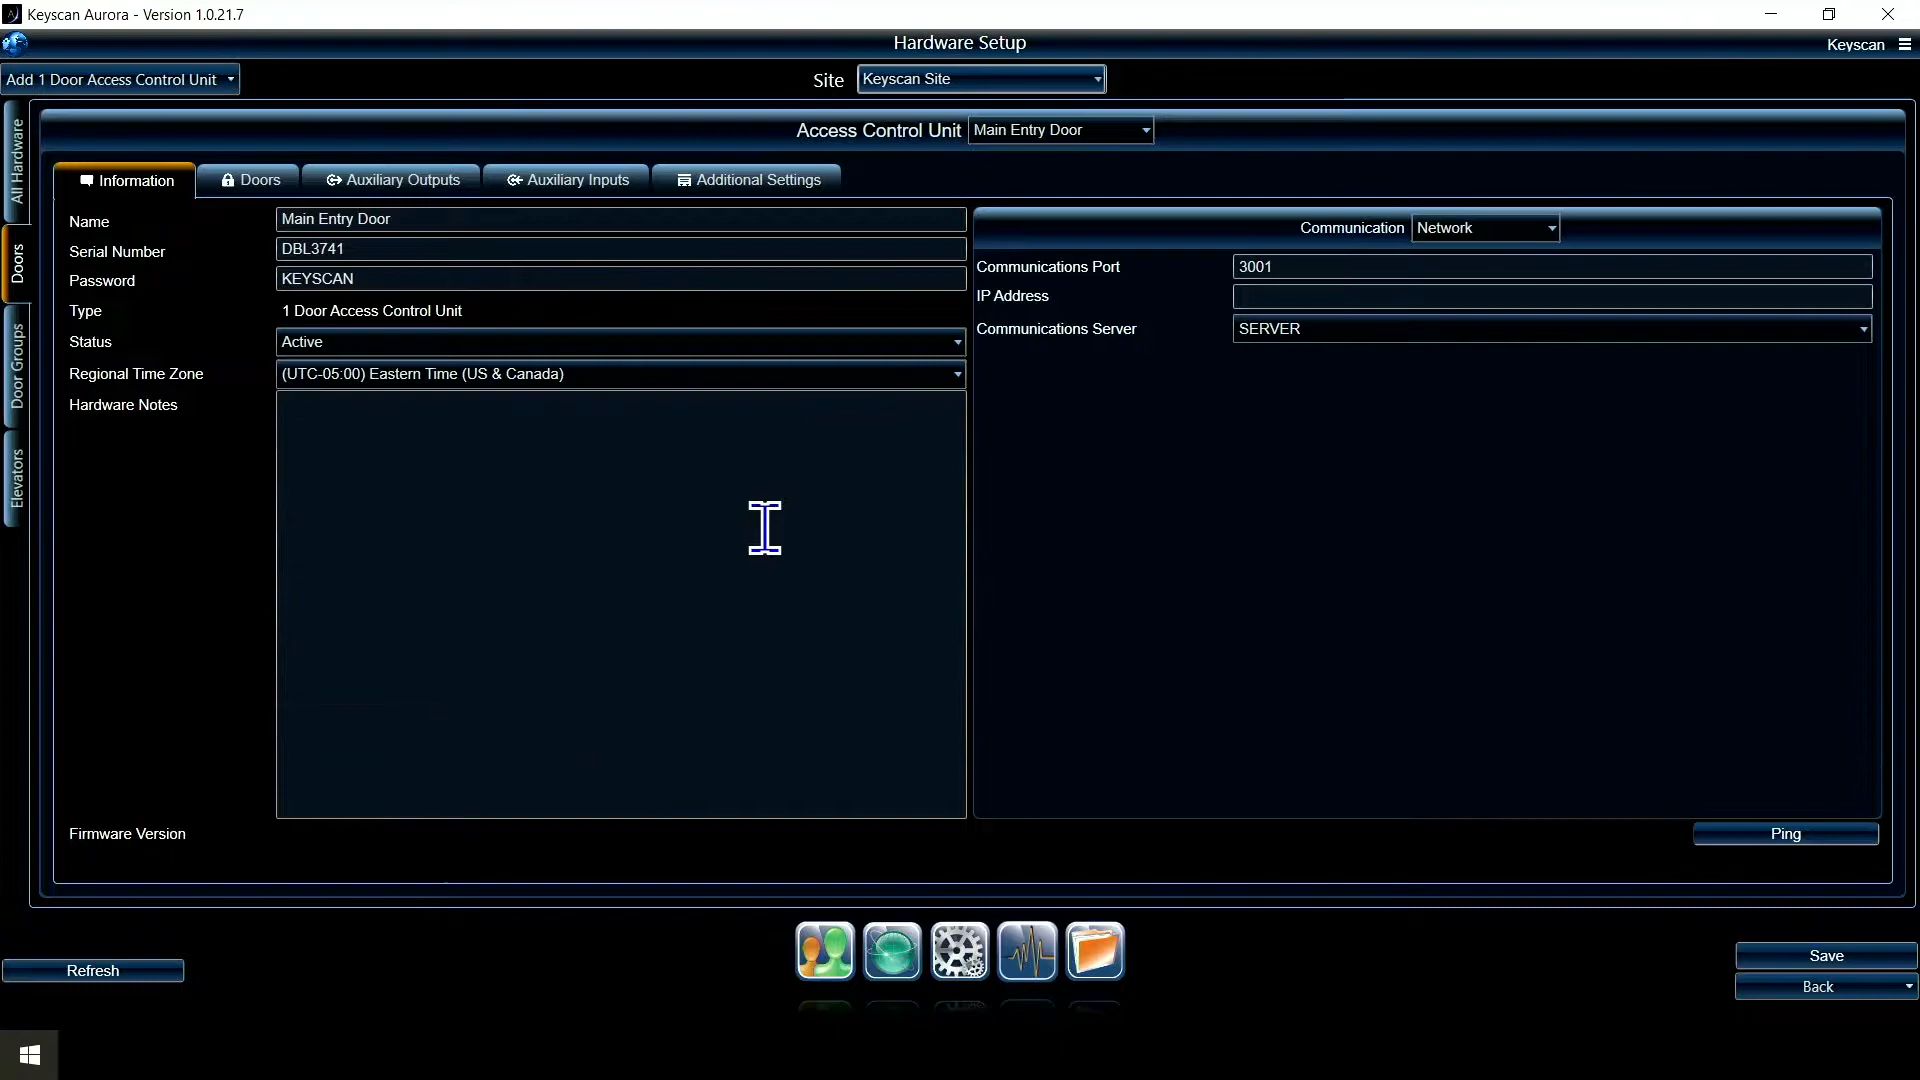 Keyscan Aurora - Version 1.0.21.7
Hardware Setup
Keyscan
Add 1 Door Access Control Unit
Site
Keyscan Site
All Hardware
Doors
Door Groups
Elevators
Access Control Unit
Main Entry Door
Information
Doors
Auxiliary Outputs
Auxiliary Inputs
Additional Settings
Name
Main Entry Door
Serial Number
DBL3741
Password
KEYSCAN
Type
1 Door Access Control Unit
Status
Active
Regional Time Zone
(UTC-05:00) Eastern Time (US & Canada)
Hardware Notes
Firmware Version
Communication
Network
Communications Port
3001
IP Address
Communications Server
SERVER
Ping
Refresh
Save
Back